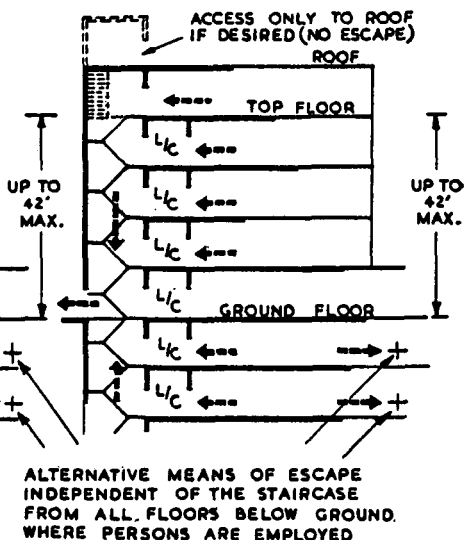 ACCESS ONLY TO ROOF
IF DESIRED (NO ESCAPE)
ROOF
TOP FLOOR
L/C
L/C
UP TO
42'
MAX.
UP TO
42'
MAX.
L/C
L/C
L/C
GROUND FLOOR
L/C
L/C
ALTERNATIVE MEANS OF ESCAPE
INDEPENDENT OF THE STAIRCASE
FROM ALL. FLOORS BELOW GROUND.
WHERE PERSONS ARE EMPLOYED